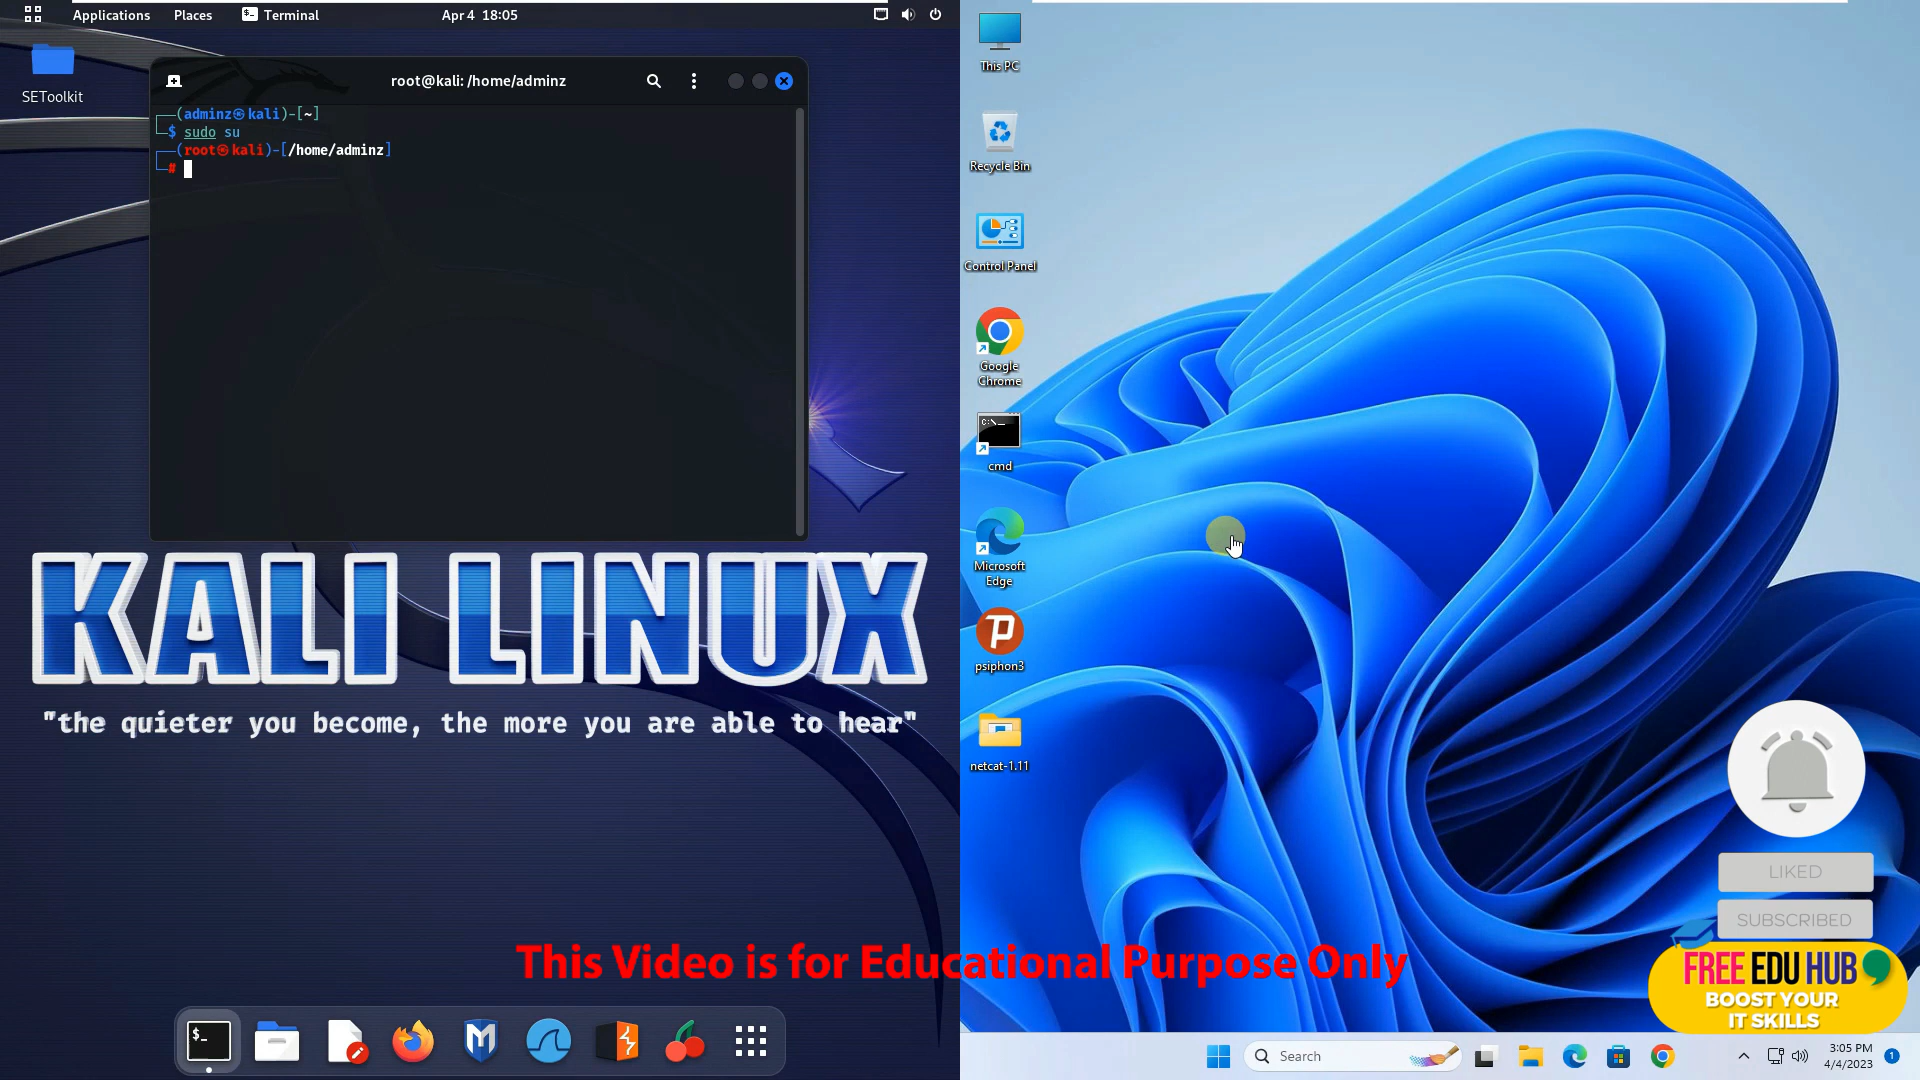 Applications Places Terminal Apr 4 18:05
SEToolkit
root@kali: /home/adminz
(adminz㉿kali)-[~]
$ sudo su
(root㉿kali)-[/home/adminz]
#
KALI LINUX
"the quieter you become, the more you are able to hear"
This PC
Recycle Bin
Control Panel
Google
Chrome
C:\_
cmd
Microsoft
Edge
psiphon3
netcat-1.11
LIKED
SUBSCRIBED
This Video is for Educational Purpose Only
FREE EDU HUB
BOOST YOUR
IT SKILLS
$_
M
Search
3:05 PM
4/4/2023
1